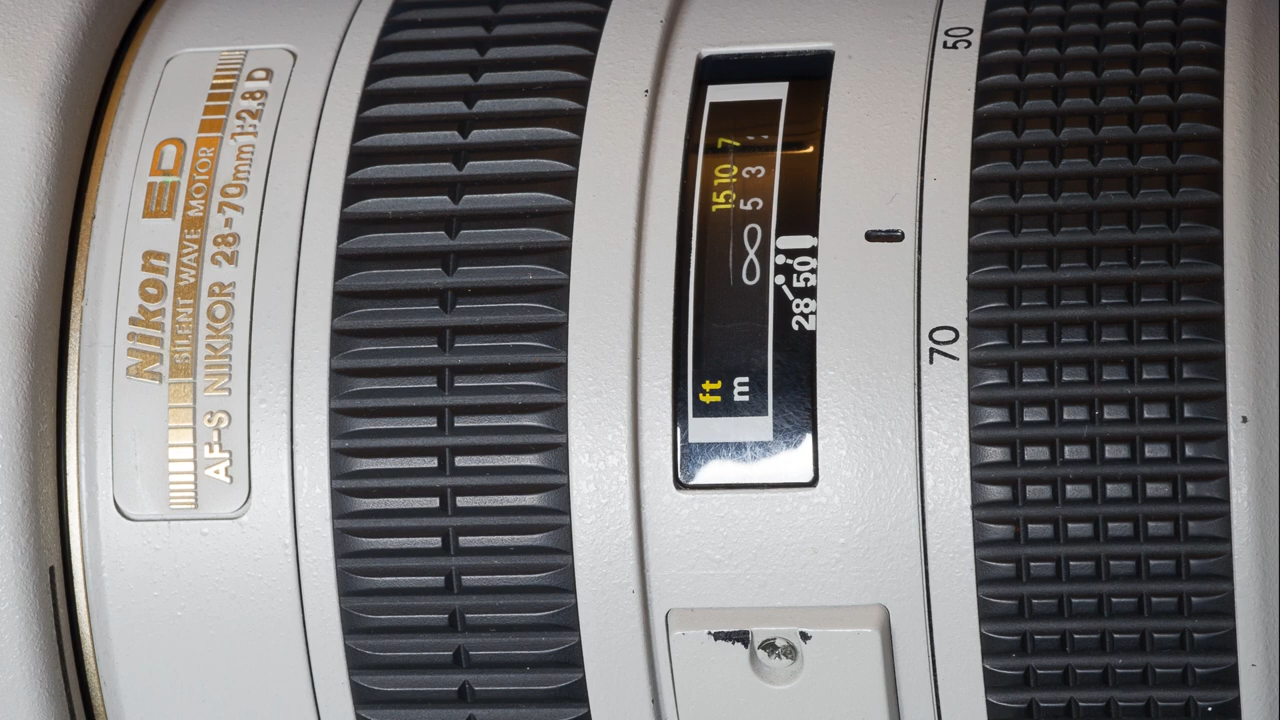 Nikon ED
SILENT WAVE MOTOR
AF-S NIKKOR 28-70mm 1:2.8 D
ft 15 10 7
m ∞ 5 3
28 50
70 50